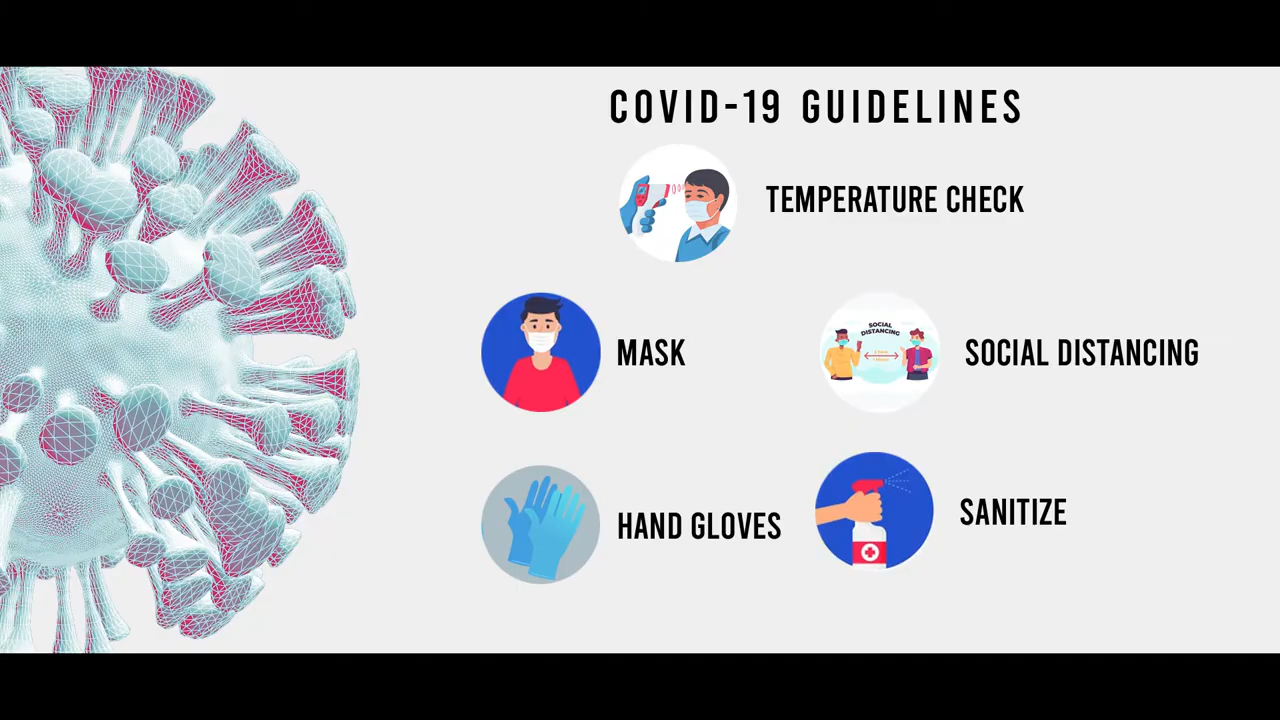 COVID-19 GUIDELINES
TEMPERATURE CHECK
MASK
SOCIAL
DISTANCING
SOCIAL DISTANCING
HAND GLOVES
SANITIZE